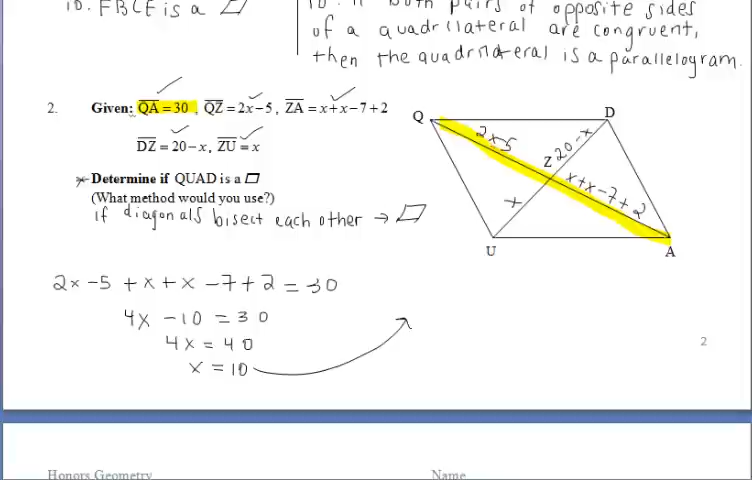 10. FBCE is a ▱
10. If both pairs of opposite sides
of a quadrilateral are congruent,
then the quadrilateral is a parallelogram.
2. Given: QA = 30 , QZ = 2x−5 , ZA = x+x−7+2
DZ = 20−x, ZU = x
Determine if QUAD is a ▱
(What method would you use?)
if diagonals bisect each other → ▱
Q
D
2x-5
Z
20-x
x+x-7+2
x
U
A
2x -5 + x + x -7+2 = 30
4x -10 = 30
4x = 40
x = 10
2
Honors Geometry
Name